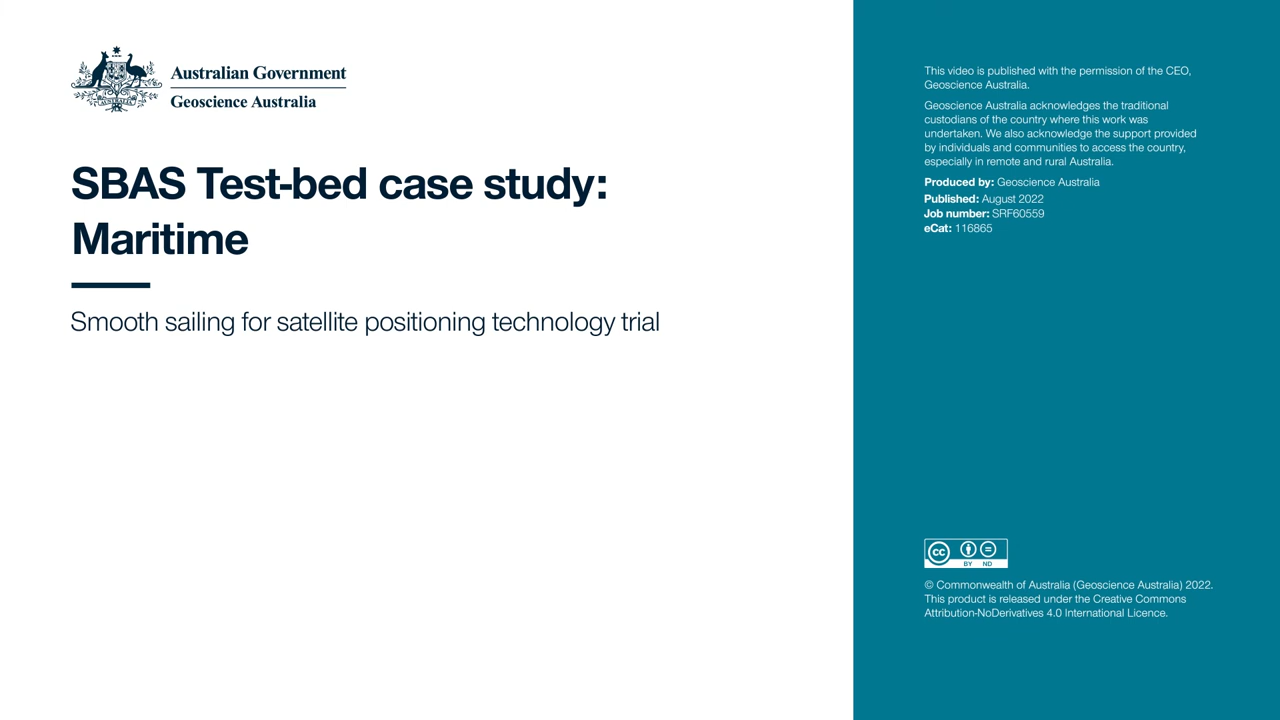 Australian Government
Geoscience Australia
SBAS Test-bed case study:
Maritime
Smooth sailing for satellite positioning technology trial
This video is published with the permission of the CEO,
Geoscience Australia.
Geoscience Australia acknowledges the traditional
custodians of the country where this work was
undertaken. We also acknowledge the support provided
by individuals and communities to access the country,
especially in remote and rural Australia.
Produced by: Geoscience Australia
Published: August 2022
Job number: SRF60559
eCat: 116865
cc
BY ND
© Commonwealth of Australia (Geoscience Australia) 2022.
This product is released under the Creative Commons
Attribution-NoDerivatives 4.0 International Licence.